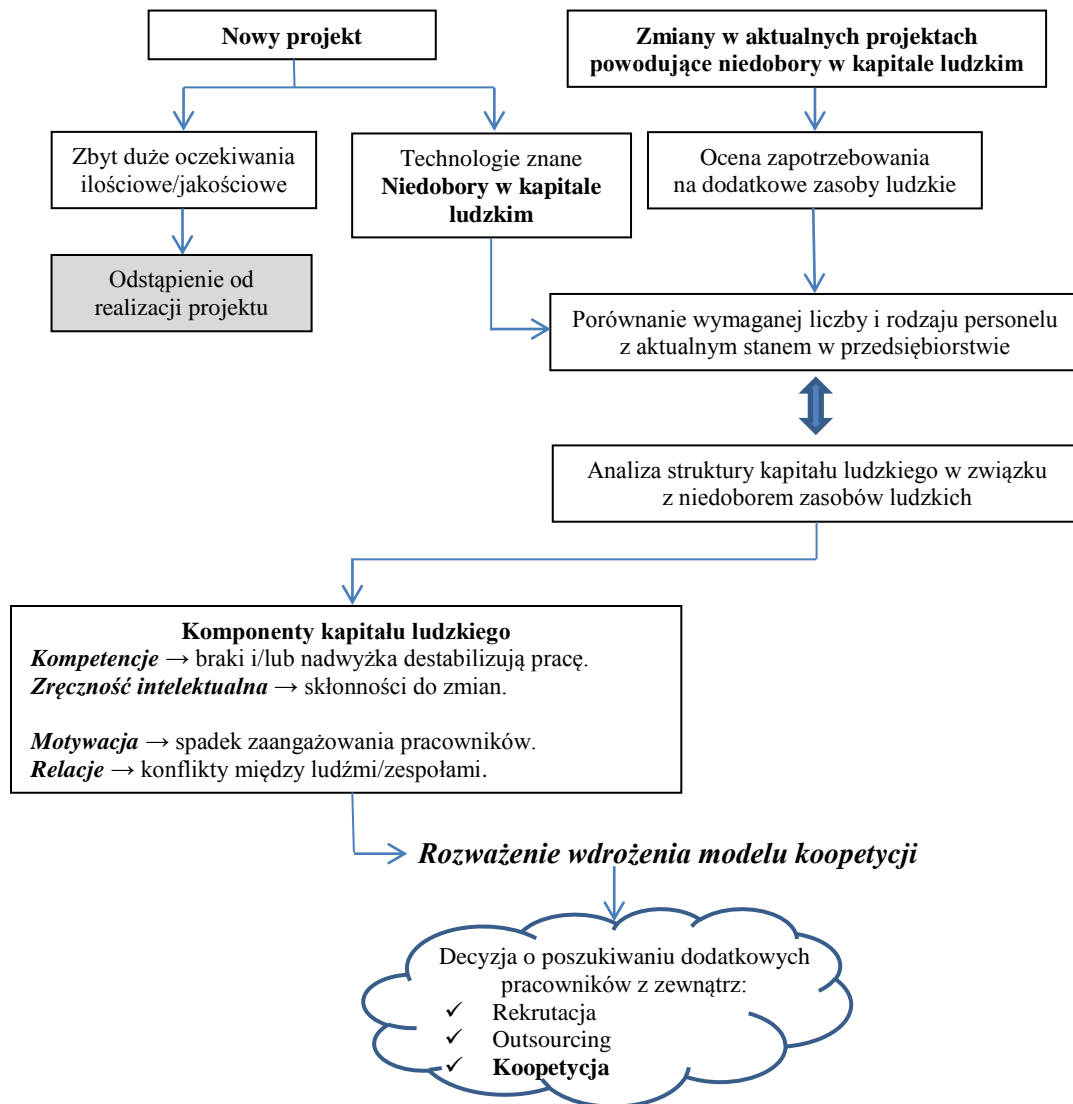 Nowy projekt
Zmiany w aktualnych projektach
powodujące niedobory w kapitale ludzkim
Zbyt duże oczekiwania
ilościowe/jakościowe
Technologie znane
Niedobory w kapitale
ludzkim
Ocena zapotrzebowania
na dodatkowe zasoby ludzkie
Odstąpienie od
realizacji projektu
Porównanie wymaganej liczby i rodzaju personelu
z aktualnym stanem w przedsiębiorstwie
Analiza struktury kapitału ludzkiego w związku
z niedoborem zasobów ludzkich
Komponenty kapitału ludzkiego
Kompetencje → braki i/lub nadwyżka destabilizują pracę.
Zręczność intelektualna → skłonności do zmian.
Motywacja → spadek zaangażowania pracowników.
Relacje → konflikty między ludźmi/zespołami.
Rozważenie wdrożenia modelu koopetycji
Decyzja o poszukiwaniu dodatkowych
pracowników z zewnątrz:
✓ Rekrutacja
✓ Outsourcing
✓ Koopetycja